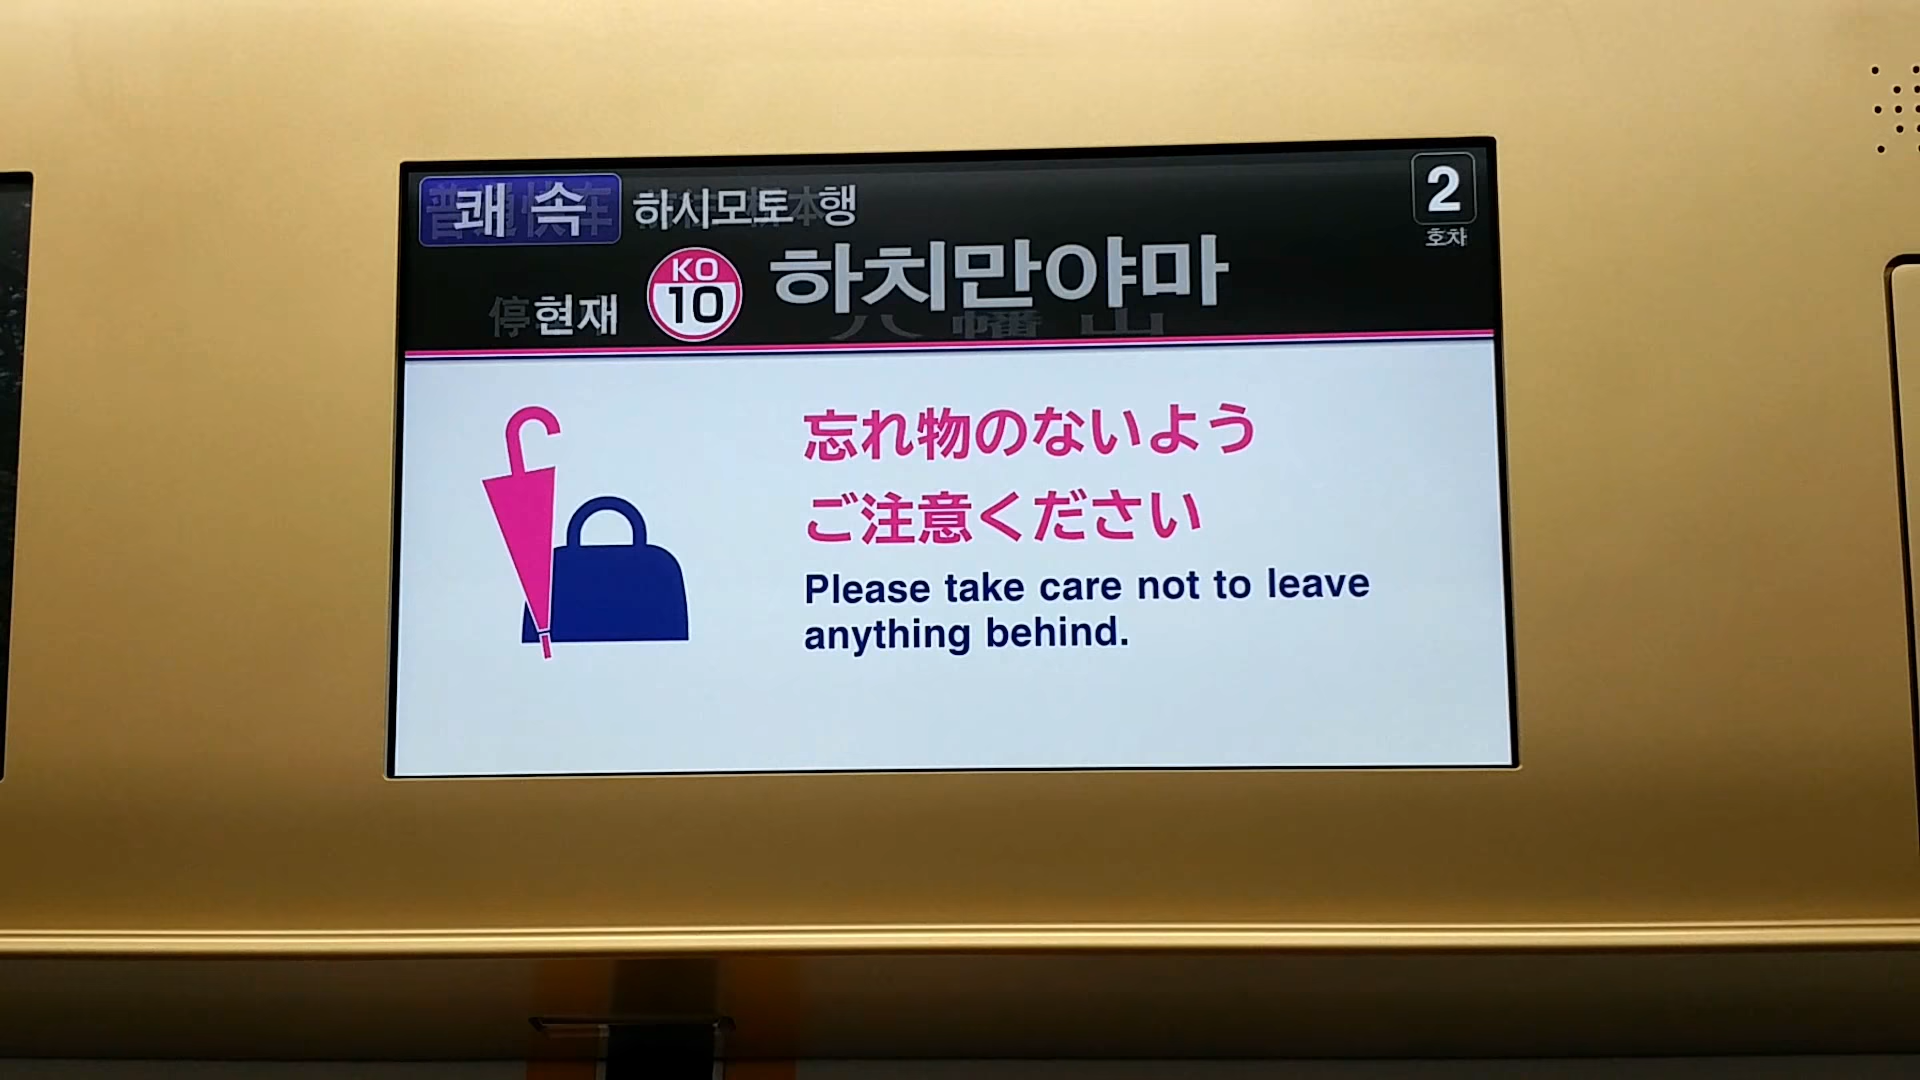 쾌속 하시모토 행
2
호차
현재 KO 10 하치만야마
忘れ物のないよう
ご注意ください
Please take care not to leave
anything behind.